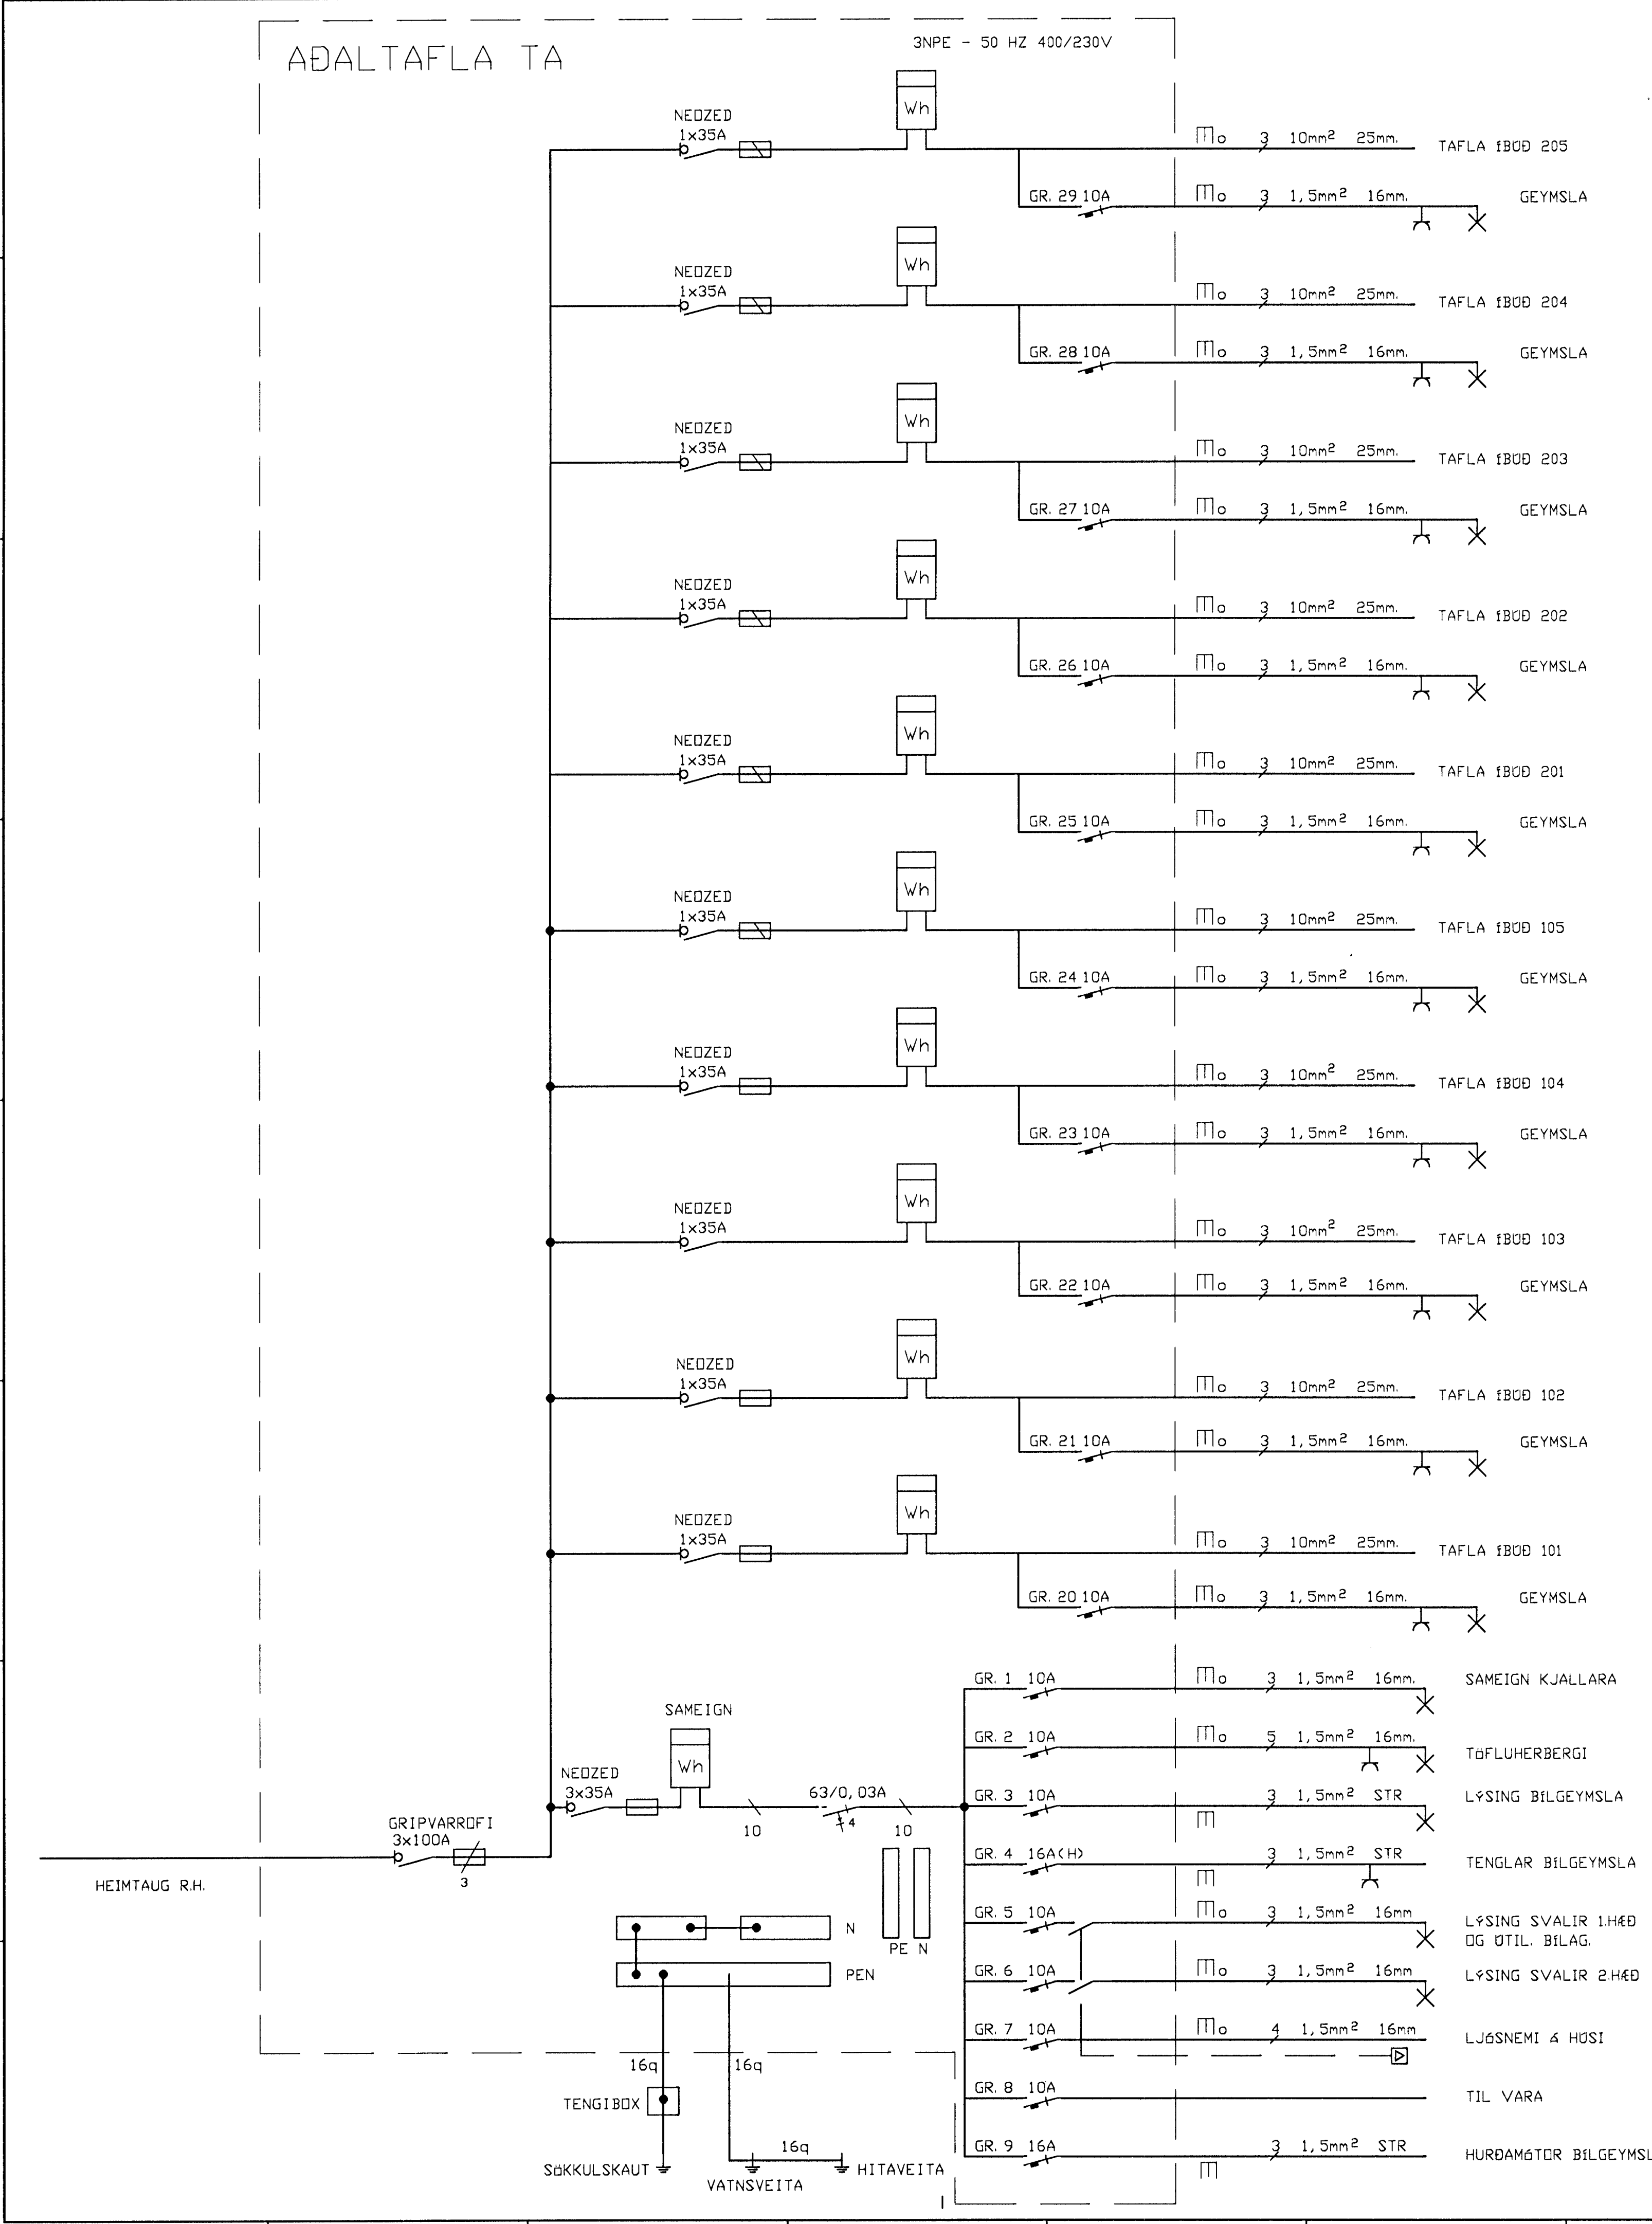 AÐALTAFLA TA
3NPE - 50 HZ 400/230V
NEOZED
1x35A
Wh
3 10mm² 25mm.
TAFLA ÍBÚÐ 205
GR. 29 10A
3 1,5mm² 16mm.
GEYMSLA
NEOZED
1x35A
Wh
3 10mm² 25mm.
TAFLA ÍBÚÐ 204
GR. 28 10A
3 1,5mm² 16mm.
GEYMSLA
NEOZED
1x35A
Wh
3 10mm² 25mm.
TAFLA ÍBÚÐ 203
GR. 27 10A
3 1,5mm² 16mm.
GEYMSLA
NEOZED
1x35A
Wh
3 10mm² 25mm.
TAFLA ÍBÚÐ 202
GR. 26 10A
3 1,5mm² 16mm.
GEYMSLA
NEOZED
1x35A
Wh
3 10mm² 25mm.
TAFLA ÍBÚÐ 201
GR. 25 10A
3 1,5mm² 16mm.
GEYMSLA
NEOZED
1x35A
Wh
3 10mm² 25mm.
TAFLA ÍBÚÐ 105
GR. 24 10A
3 1,5mm² 16mm.
GEYMSLA
NEOZED
1x35A
Wh
3 10mm² 25mm.
TAFLA ÍBÚÐ 104
GR. 23 10A
3 1,5mm² 16mm.
GEYMSLA
NEOZED
1x35A
Wh
3 10mm² 25mm.
TAFLA ÍBÚÐ 103
GR. 22 10A
3 1,5mm² 16mm.
GEYMSLA
NEOZED
1x35A
Wh
3 10mm² 25mm.
TAFLA ÍBÚÐ 102
GR. 21 10A
3 1,5mm² 16mm.
GEYMSLA
NEOZED
1x35A
Wh
3 10mm² 25mm.
TAFLA ÍBÚÐ 101
GR. 20 10A
3 1,5mm² 16mm.
GEYMSLA
GR. 1 10A
3 1,5mm² 16mm.
SAMEIGN KJALLARA
SAMEIGN
Wh
GR. 2 10A
5 1,5mm² 16mm.
TÖFLUHERBERGI
NEOZED
3x35A
10
63/0,03A
4
10
GR. 3 10A
3 1,5mm² STR
LÝSING BÍLGEYMSLA
GRIPVARROFI
3x100A
3
HEIMTAUG R.H.
GR. 4 16A(H)
3 1,5mm² STR
TENGLAR BÍLGEYMSLA
N
PE N
PEN
GR. 5 10A
3 1,5mm² 16mm
LÝSING SVALIR 1.HÆÐ
OG ÚTIL. BÍLAG.
GR. 6 10A
3 1,5mm² 16mm
LÝSING SVALIR 2.HÆÐ
GR. 7 10A
4 1,5mm² 16mm
LJÓSNEMI Á HÚSI
16q
16q
TENGIBOX
GR. 8 10A
TIL VARA
16q
SÖKKULSKAUT
VATNSVEITA
HITAVEITA
GR. 9 16A
3 1,5mm² STR
HURÐAMÓTOR BÍLGEYMSL